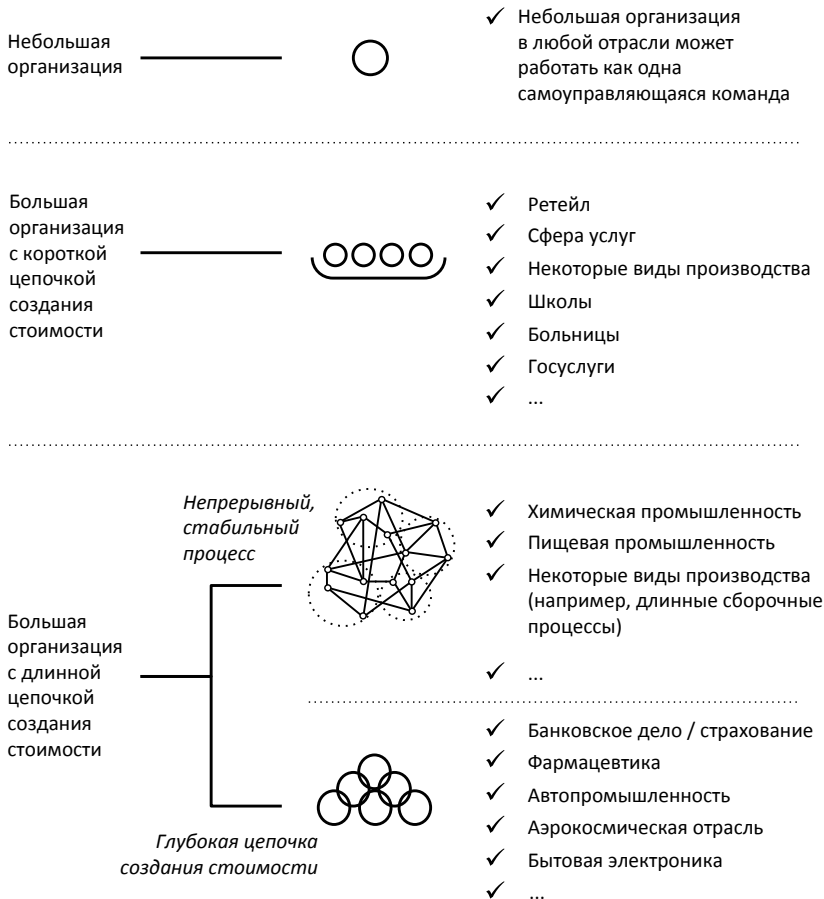 Небольшая
организация
✓ Небольшая организация
в любой отрасли может
работать как одна
самоуправляющаяся команда
Большая
организация
с короткой
цепочкой
создания
стоимости
✓ Ретейл
✓ Сфера услуг
✓ Некоторые виды производства
✓ Школы
✓ Больницы
✓ Госуслуги
✓ ...
Большая
организация
с длинной
цепочкой
создания
стоимости
Непрерывный,
стабильный
процесс
✓ Химическая промышленность
✓ Пищевая промышленность
✓ Некоторые виды производства
(например, длинные сборочные
процессы)
✓ ...
Глубокая цепочка
создания стоимости
✓ Банковское дело / страхование
✓ Фармацевтика
✓ Автопромышленность
✓ Аэрокосмическая отрасль
✓ Бытовая электроника
✓ ...